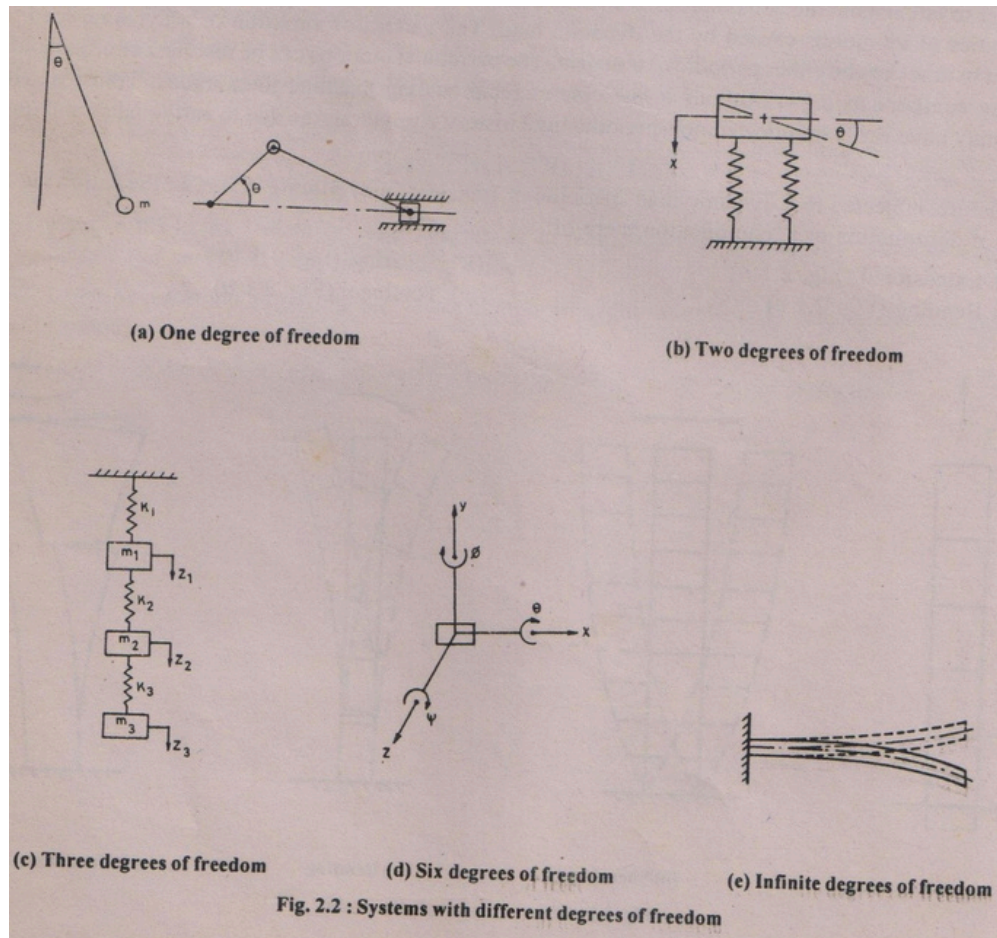 θ
m
θ
(a) One degree of freedom
X
θ
(b) Two degrees of freedom
K1
m1
Z1
K2
m2
Z2
K3
m3
Z3
(c) Three degrees of freedom
Y
ø
θ
X
ψ
Z
(d) Six degrees of freedom
(e) Infinite degrees of freedom
Fig. 2.2 : Systems with different degrees of freedom